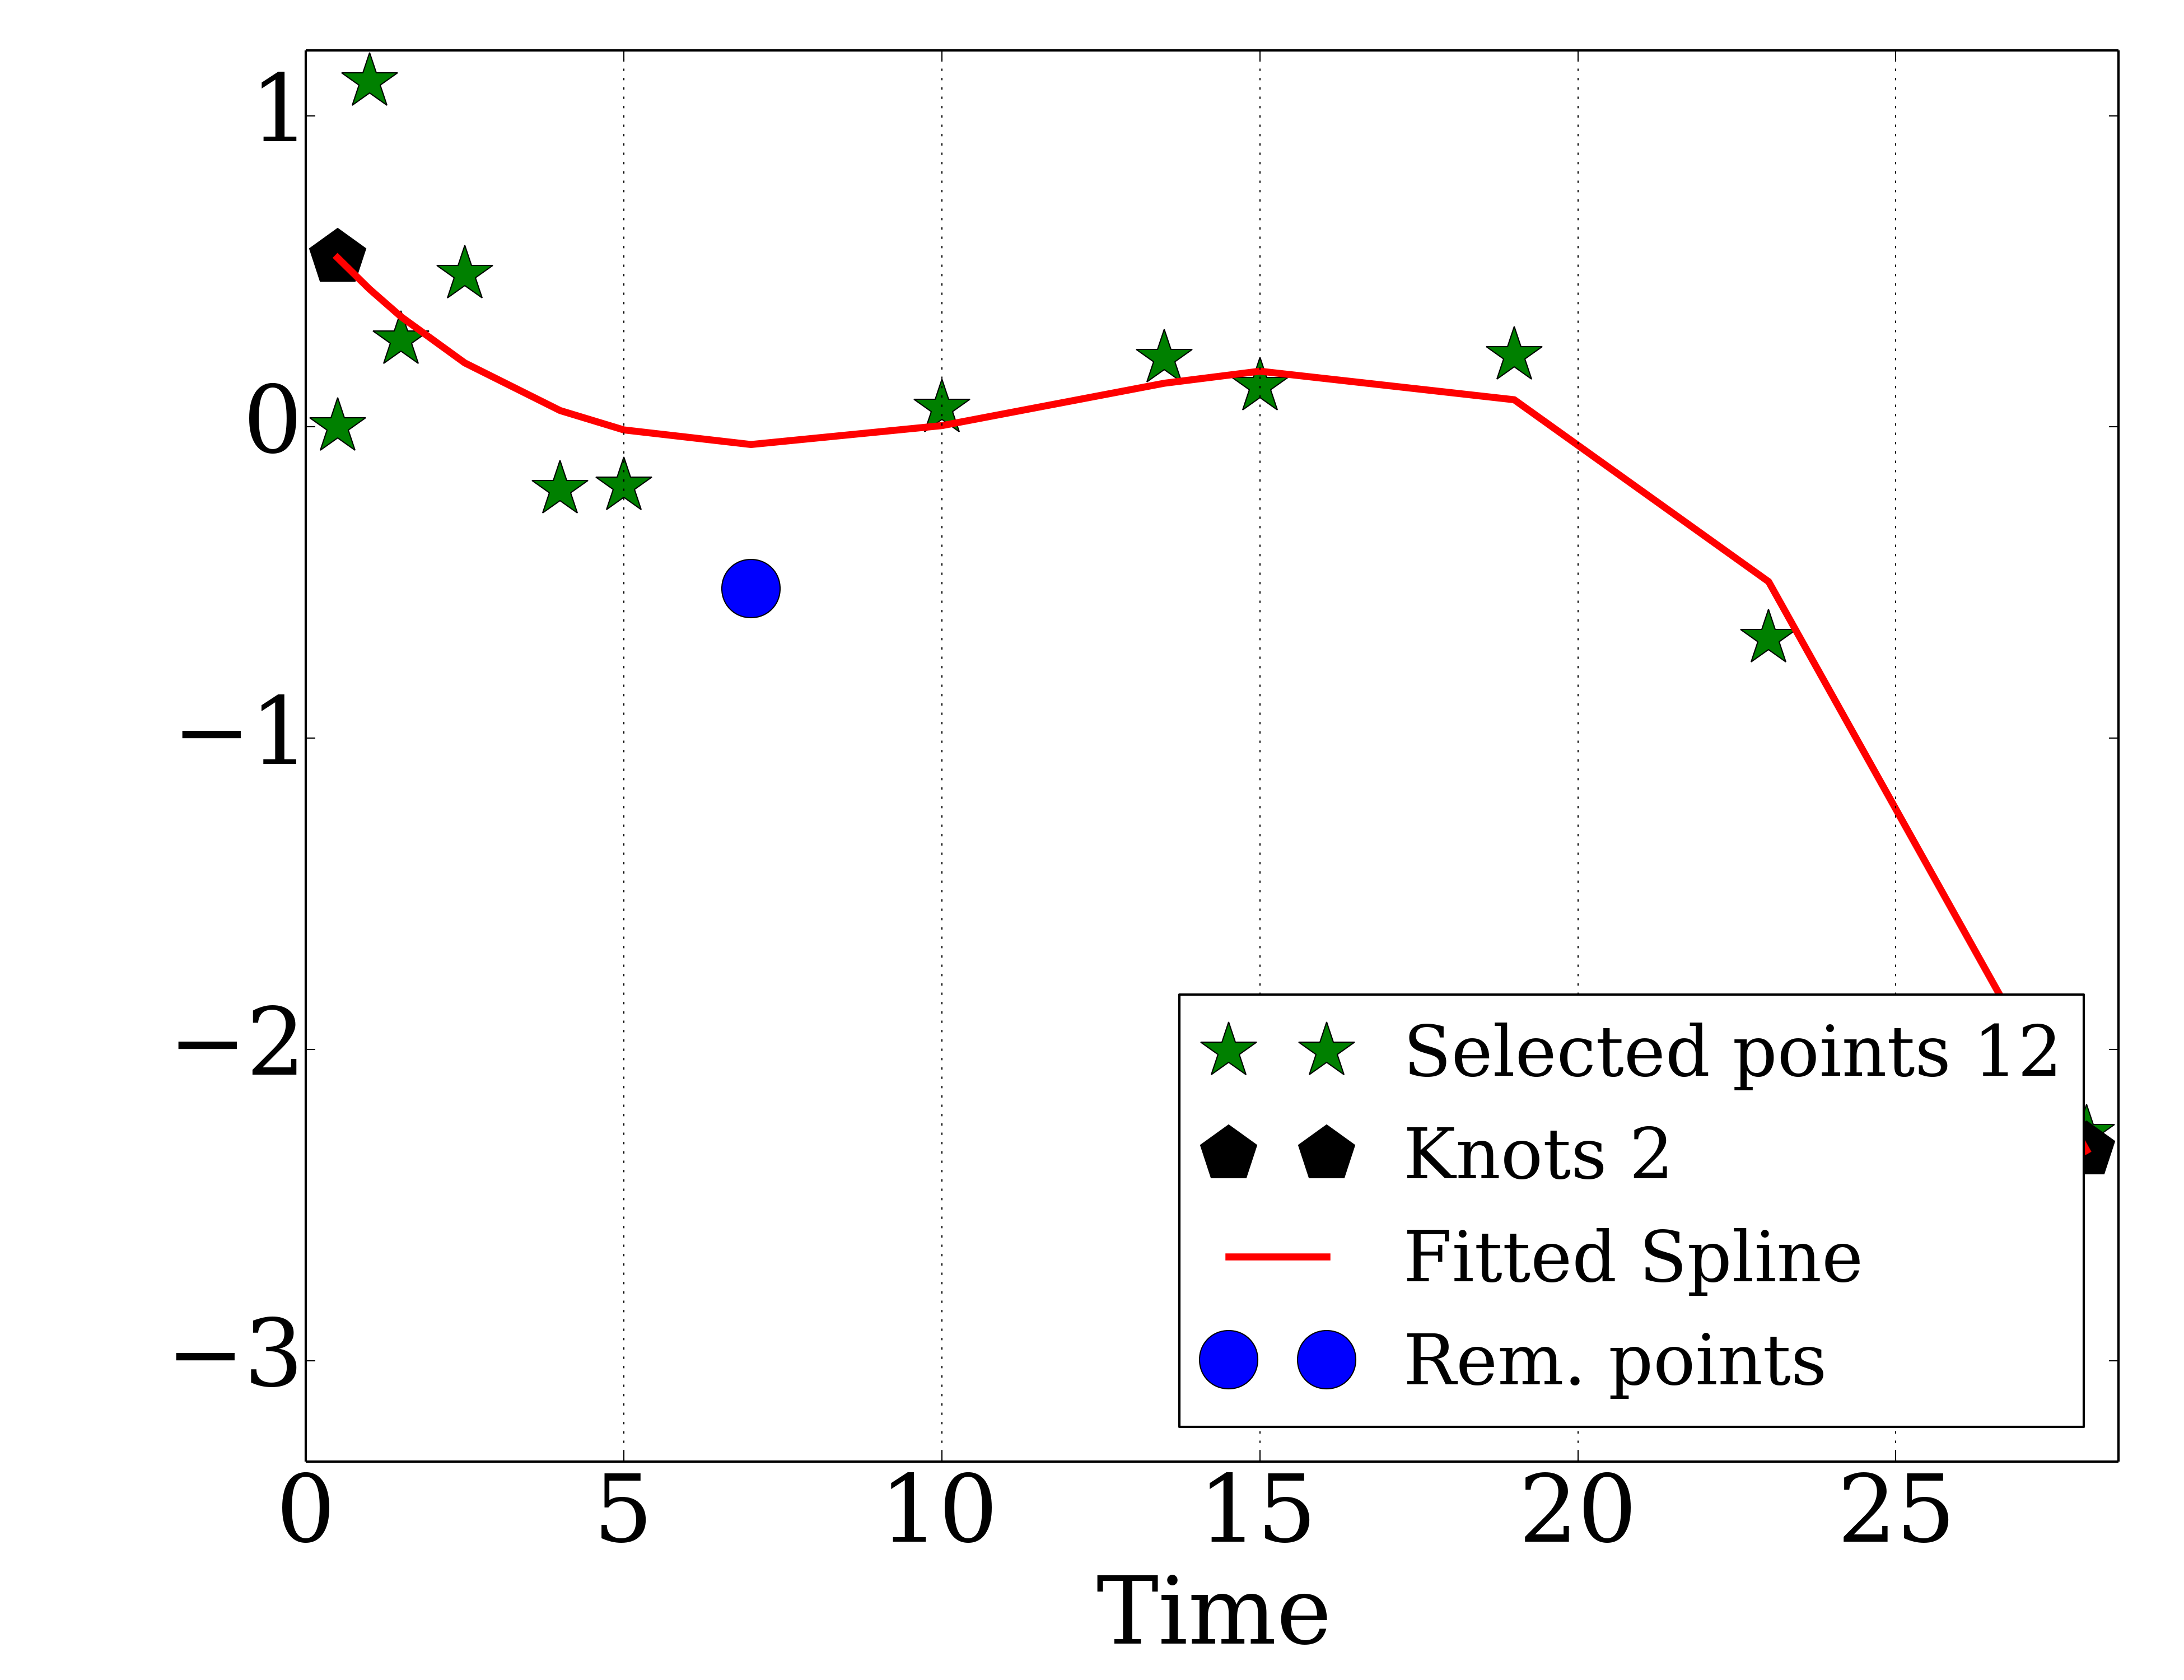 1
0
−1
−2
−3
0 5 10 15 20 25
Time
Selected points 12
Knots 2
Fitted Spline
Rem. points